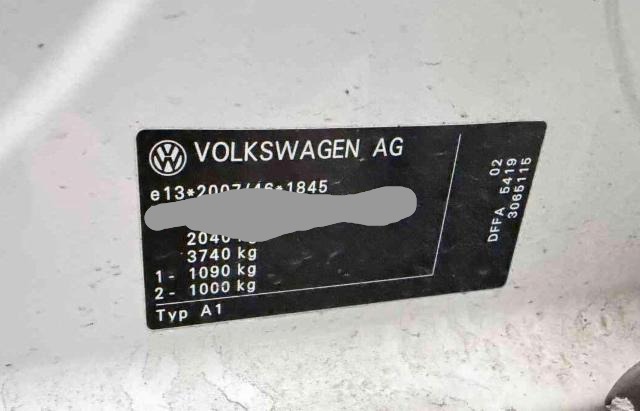 VOLKSWAGEN AG
e13*2007/46*1845
2040 kg
3740 kg
1- 1090 kg
2- 1000 kg
Typ A1
02
DFFA 5419
3065115